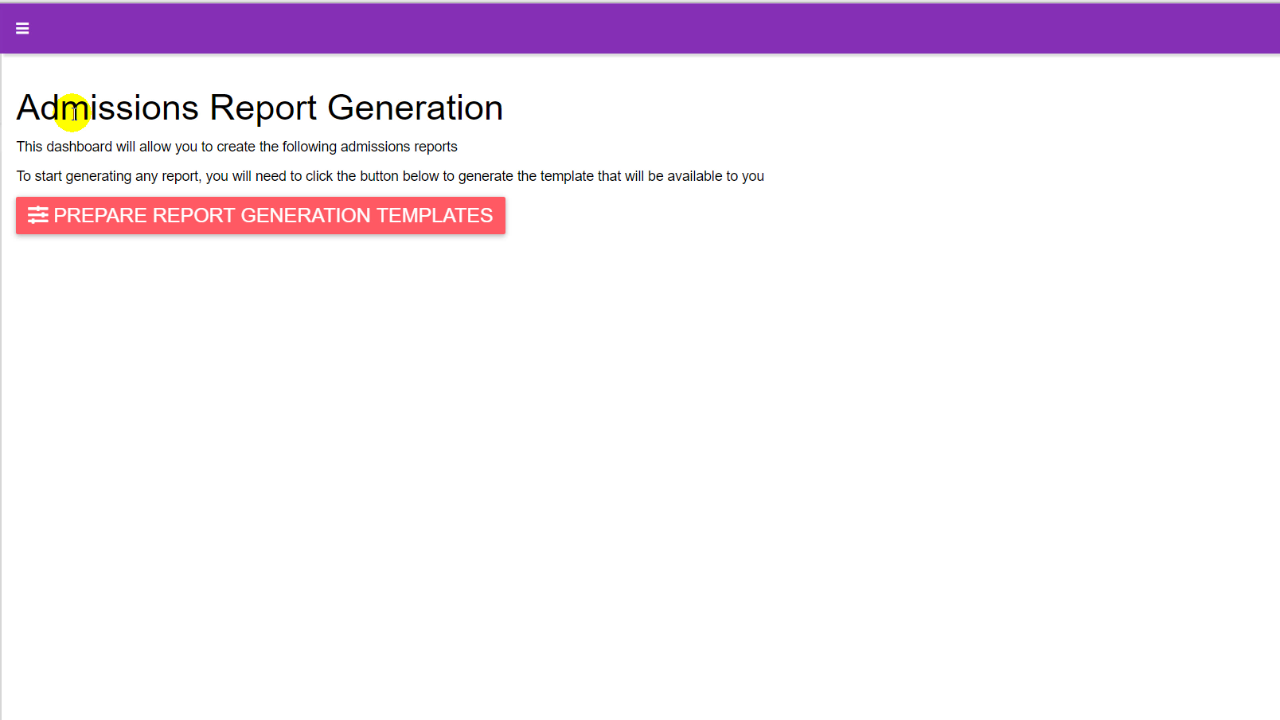 Admissions Report Generation
This dashboard will allow you to create the following admissions reports
To start generating any report, you will need to click the button below to generate the template that will be available to you
PREPARE REPORT GENERATION TEMPLATES